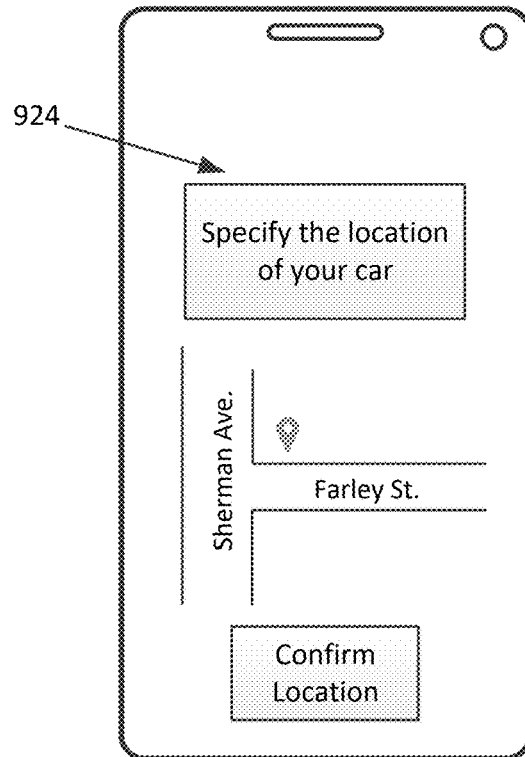 924
Specify the location
of your car
Sherman Ave.
Farley St.
Confirm
Location